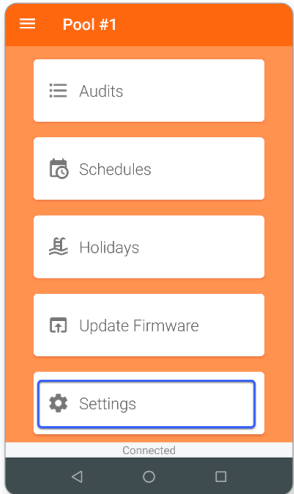 Pool #1
Audits
Schedules
Holidays
Update Firmware
Settings
Connected